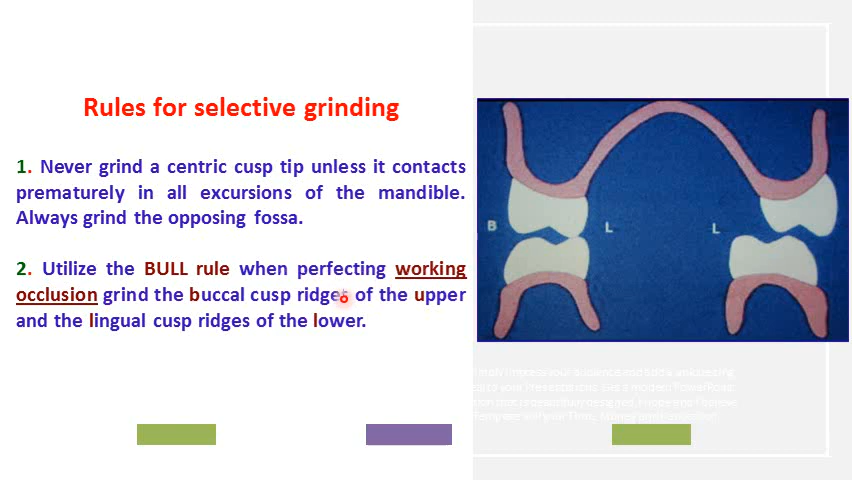 Rules for selective grinding
1. Never grind a centric cusp tip unless it contacts
prematurely in all excursions of the mandible.
Always grind the opposing fossa.
2. Utilize the BULL rule when perfecting working
occlusion grind the buccal cusp ridges of the upper
and the lingual cusp ridges of the lower.
B
L
L